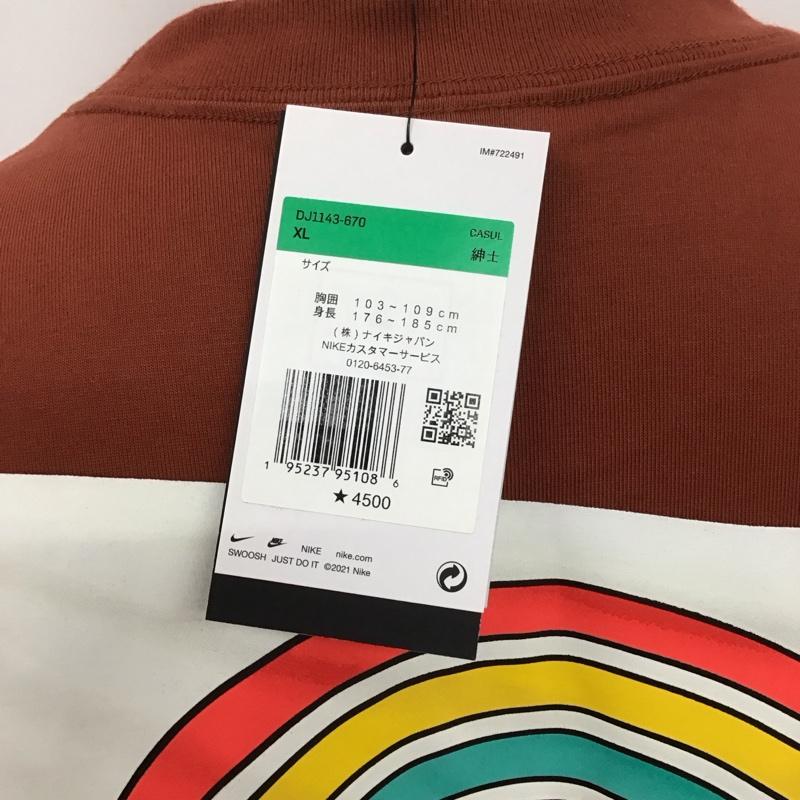 IM#722491
DJ1143-670
XL
CASUL
紳士
サイズ
胸囲 103~109cm
身長 176~185cm
(株)ナイキジャパン
NIKEカスタマーサービス
0120-6453-77
1 95237 95108 6
RFID
★ 4500
NIKE nike.com
SWOOSH JUST DO IT ©2021 Nike